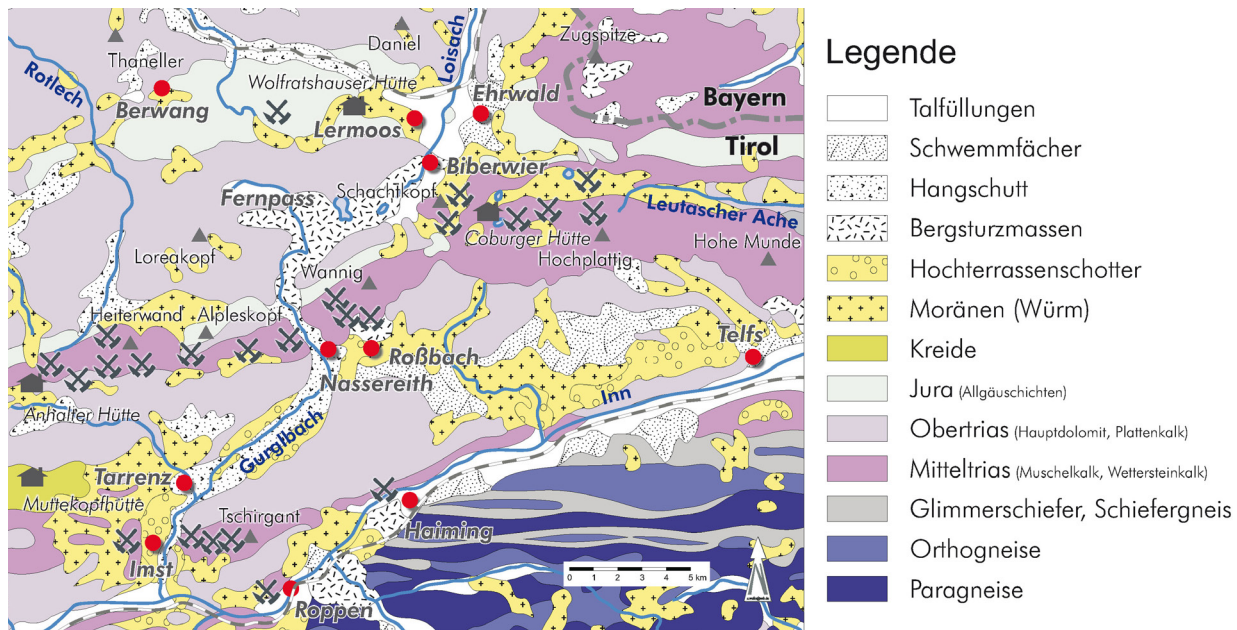 Daniel
Zugspitze
Thaneller
Loisach
Rotlech
Wolfratshauser Hütte
Ehrwald
Bayern
Berwang
Lermoos
Tirol
Biberwier
Schachtkopf
Fernpass
Leutascher Ache
Coburger Hütte
Hohe Munde
Loreakopf
Hochplattig
Wannig
Heiterwand
Alpleskopf
Telfs
Roßbach
Nassereith
Anhalter Hütte
Inn
Gurglbach
Tarrenz
Muttekopfhütte
Tschirgant
Haiming
Imst
0 1 2 3 4 5 km
Roppen
Legende
Talfüllungen
Schwemmfächer
Hangschutt
Bergsturzmassen
Hochterrassenschotter
Moränen (Würm)
Kreide
Jura (Allgäuschichten)
Obertrias (Hauptdolomit, Plattenkalk)
Mitteltrias (Muschelkalk, Wettersteinkalk)
Glimmerschiefer, Schiefergneis
Orthogneise
Paragneise